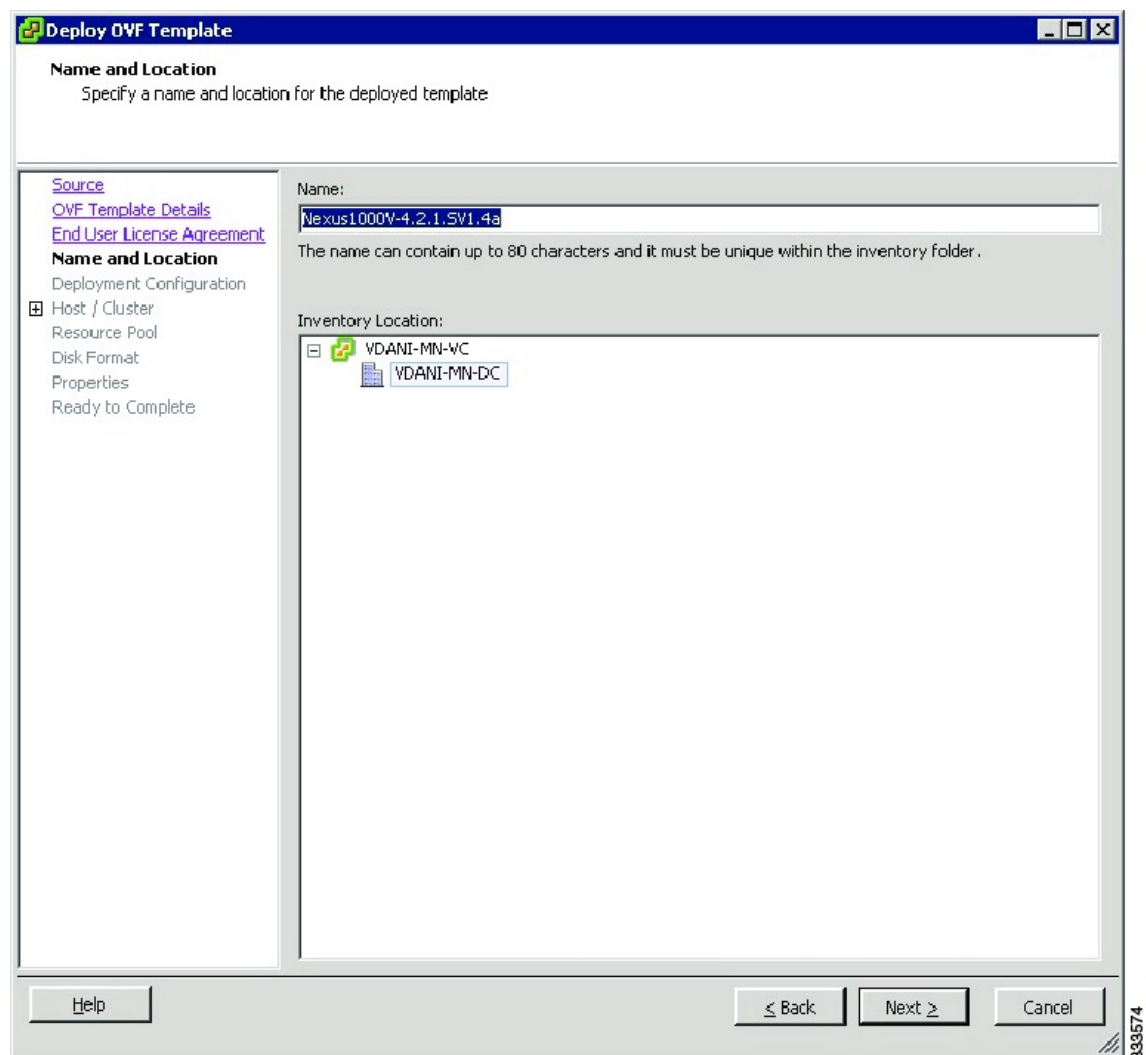 Deploy OVF Template
Name and Location
Specify a name and location for the deployed template
Source
OVF Template Details
End User License Agreement
Name and Location
Deployment Configuration
Host / Cluster
Resource Pool
Disk Format
Properties
Ready to Complete
Name:
Nexus1000V-4.2.1.SV1.4a
The name can contain up to 80 characters and it must be unique within the inventory folder.
Inventory Location:
VDANI-MN-VC
VDANI-MN-DC
Help
≤ Back
Next ≥
Cancel